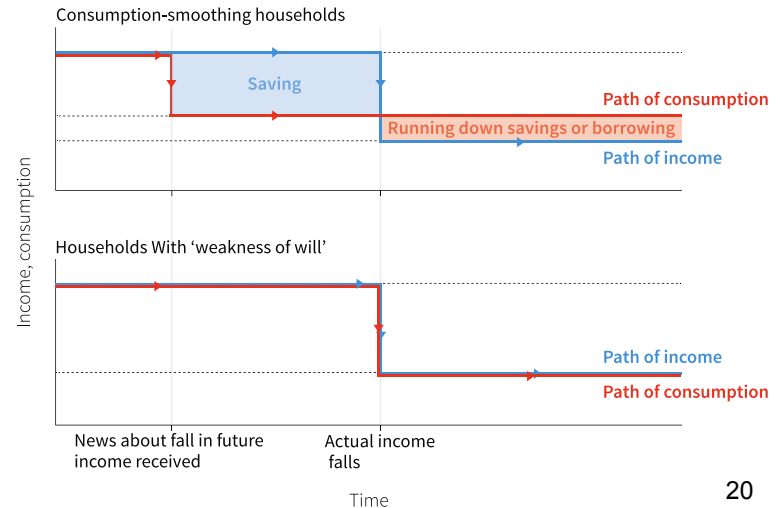 Consumption-smoothing households
Saving
Path of consumption
Running down savings or borrowing
Path of income
Income, consumption
Households With ‘weakness of will’
Path of income
Path of consumption
News about fall in future
income received
Actual income
falls
Time
20